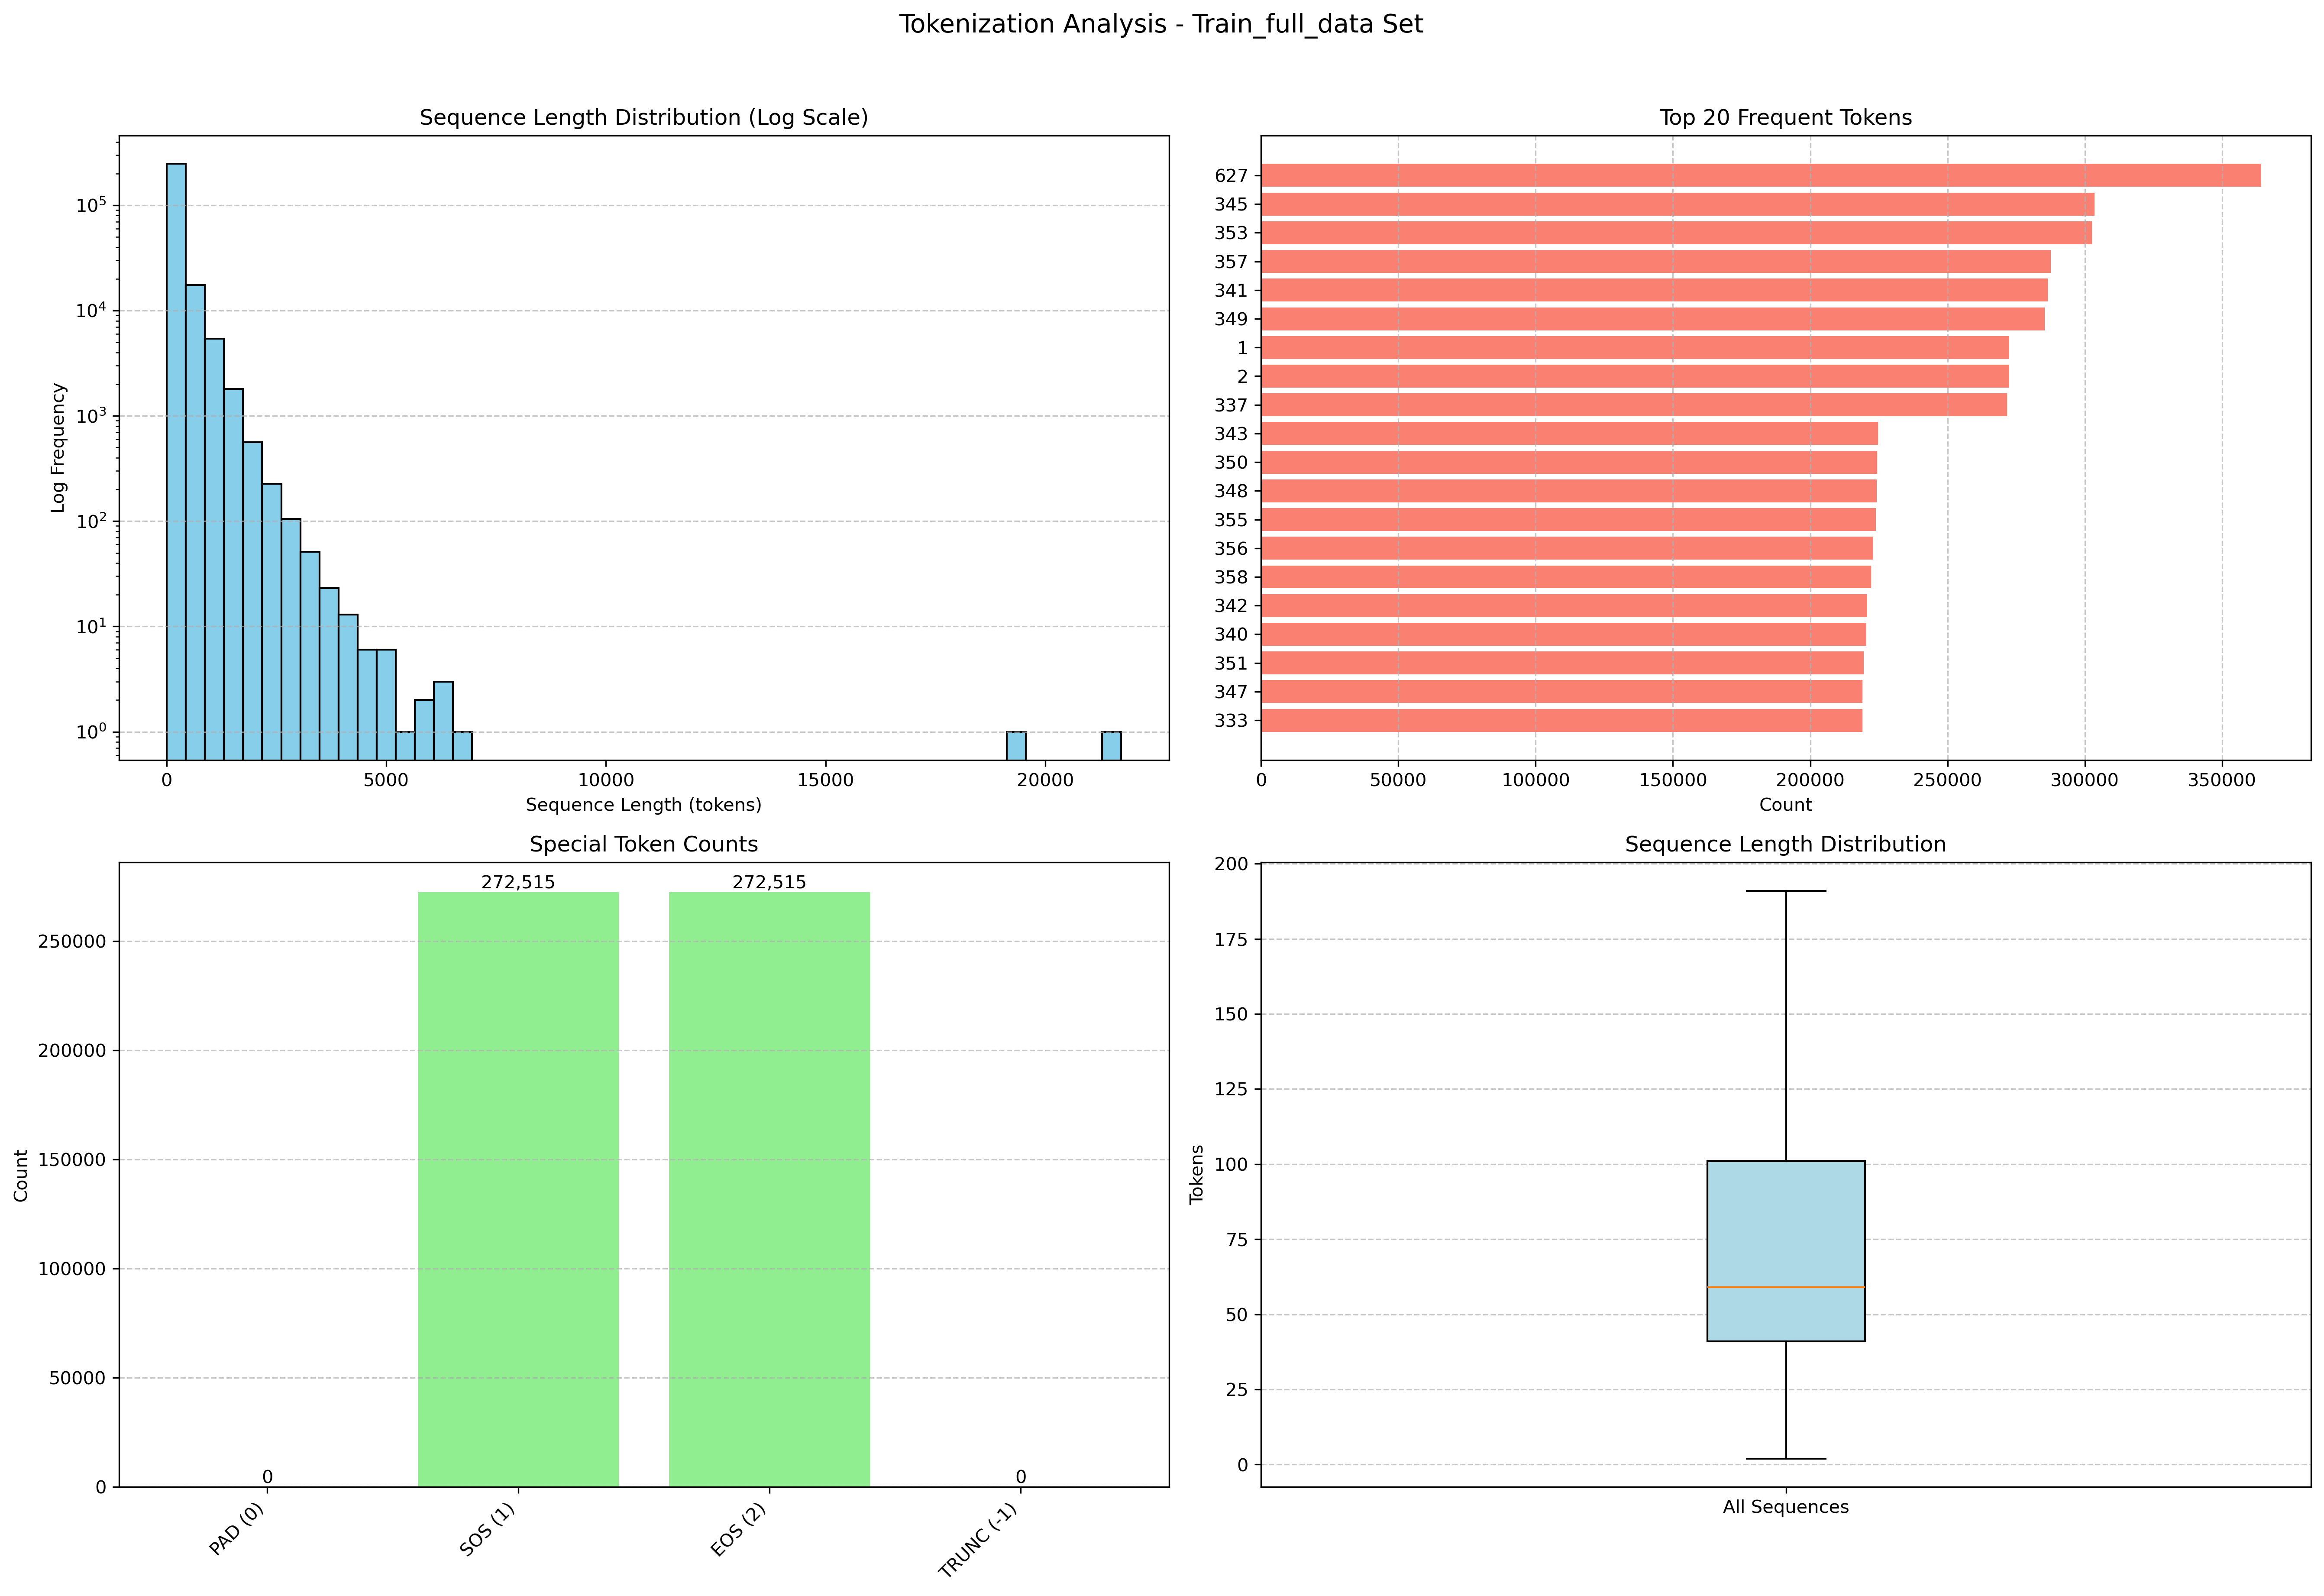 Tokenization Analysis - Train_full_data Set
Sequence Length Distribution (Log Scale)
Log Frequency
10^5
10^4
10^3
10^2
10^1
10^0
0 5000 10000 15000 20000
Sequence Length (tokens)
Top 20 Frequent Tokens
627
345
353
357
341
349
1
2
337
343
350
348
355
356
358
342
340
351
347
333
0 50000 100000 150000 200000 250000 300000 350000
Count
Special Token Counts
Count
250000
200000
150000
100000
50000
0
0 272,515 272,515 0
PAD (0) SOS (1) EOS (2) TRUNC (-1)
Sequence Length Distribution
Tokens
200
175
150
125
100
75
50
25
0
All Sequences